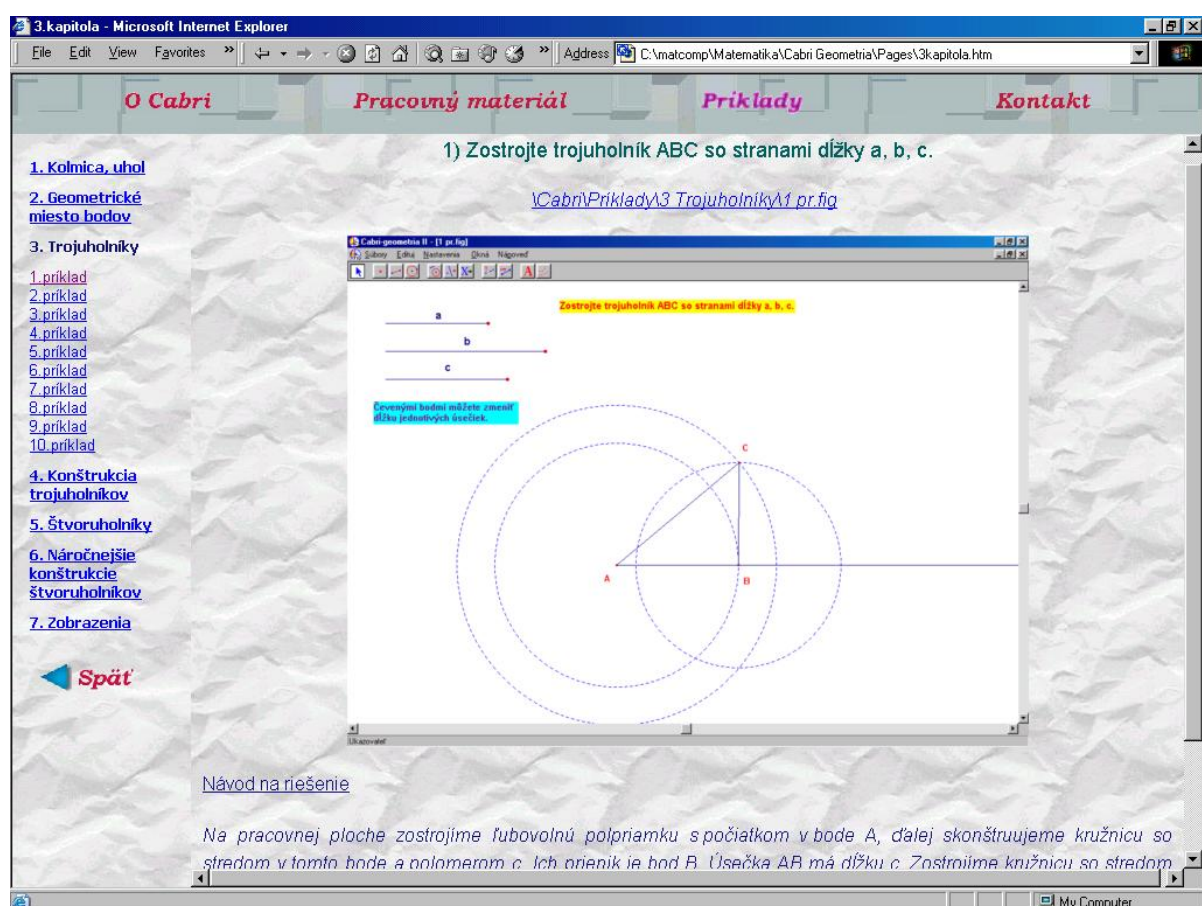 3.kapitola - Microsoft Internet Explorer
File Edit View Favorites » » Address C:\matcomp\Matematika\Cabri Geometria\Pages\3kapitola.htm
O Cabri Pracovný materiál Príklady Kontakt
1. Kolmica, uhol
2. Geometrické
miesto bodov
3. Trojuholníky
1.príklad
2.príklad
3.príklad
4.príklad
5.príklad
6.príklad
7.príklad
8.príklad
9.príklad
10.príklad
4. Konštrukcia
trojuholníkov
5. Štvoruholníky
6. Náročnejšie
konštrukcie
štvoruholníkov
7. Zobrazenia
Späť
1) Zostrojte trojuholník ABC so stranami dĺžky a, b, c.
\Cabri\Príklady\3 Trojuholníky\1 pr.fig
Cabri-geometria II - [1 pr.fig]
Súbory Editu Nastavenia Okná Nápoveď
Zostrojte trojuholník ABC so stranami dĺžky a, b, c.
a
b
c
Čevenými bodmi môžete zmeniť
dĺžku jednotivých úsečiek.
C
A
B
Ukazovateľ
Návod na riešenie
Na pracovnej ploche zostrojíme ľubovolnú polpriamku s počiatkom v bode A, ďalej skonštruujeme kružnicu so
stredom v tomto bode a polomerom c. Ich prienik je bod B. Úsečka AB má dĺžku c. Zostrojíme kružnicu so stredom
My Computer